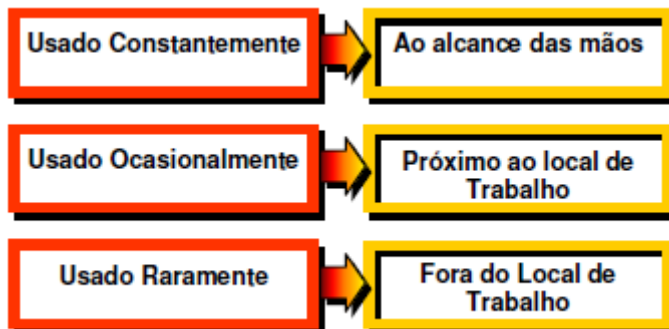 Usado Constantemente
Ao alcance das mãos
Usado Ocasionalmente
Próximo ao local de
Trabalho
Usado Raramente
Fora do Local de
Trabalho